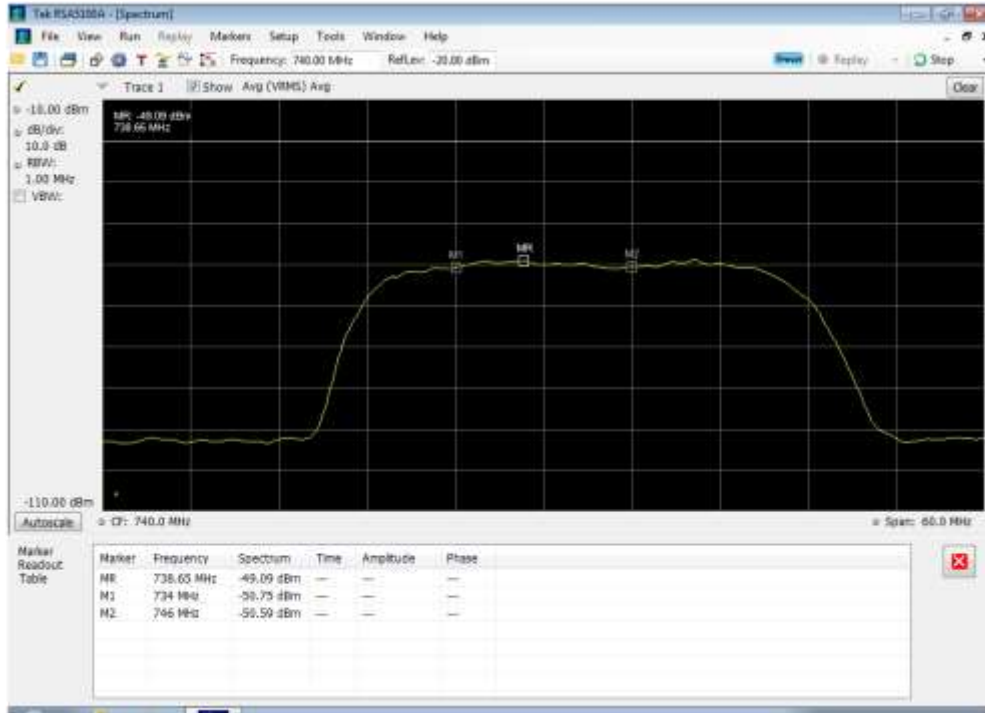 Tek RSA5100A - [Spectrum]
File View Run Replay Markers Setup Tools Window Help
T Frequency: 740.00 MHz RefLev: -20.00 dBm Preset Replay Stop
Trace 1 Show Avg (VRMS) Avg Clear
-10.00 dBm
dB/div:
10.0 dB
RBW:
1.00 MHz
VBW:
MR: -49.09 dBm
738.65 MHz
M1 MR M2
-110.00 dBm
Autoscale CF: 740.0 MHz Span: 60.0 MHz
Marker
Readout
Table
Marker Frequency Spectrum Time Amplitude Phase
MR 738.65 MHz -49.09 dBm --- --- ---
M1 734 MHz -50.75 dBm --- --- ---
M2 746 MHz -50.59 dBm --- --- ---